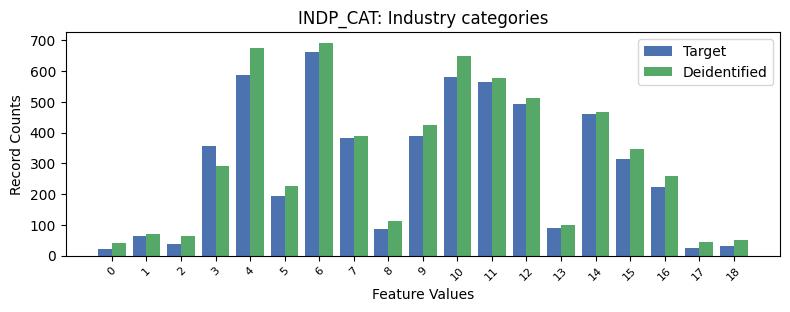 INDP_CAT: Industry categories
Target
Deidentified
Record Counts
700
600
500
400
300
200
100
0
0 1 2 3 4 5 6 7 8 9 10 11 12 13 14 15 16 17 18
Feature Values